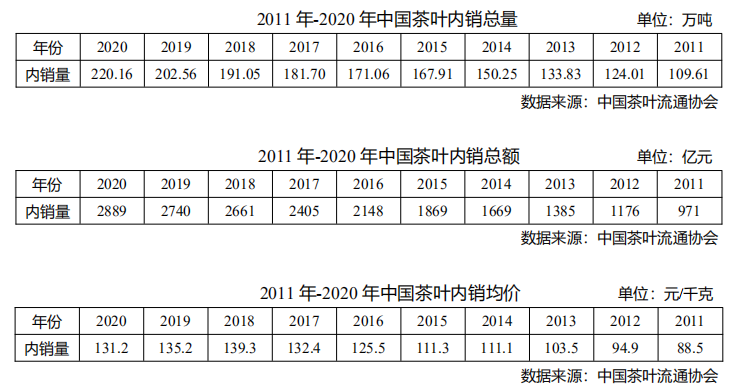 2011 年-2020 年中国茶叶内销总量 单位：万吨
年份 2020 2019 2018 2017 2016 2015 2014 2013 2012 2011
内销量 220.16 202.56 191.05 181.70 171.06 167.91 150.25 133.83 124.01 109.61
数据来源：中国茶叶流通协会
2011 年-2020 年中国茶叶内销总额 单位：亿元
年份 2020 2019 2018 2017 2016 2015 2014 2013 2012 2011
内销量 2889 2740 2661 2405 2148 1869 1669 1385 1176 971
数据来源：中国茶叶流通协会
2011 年-2020 年中国茶叶内销均价 单位：元/千克
年份 2020 2019 2018 2017 2016 2015 2014 2013 2012 2011
内销量 131.2 135.2 139.3 132.4 125.5 111.3 111.1 103.5 94.9 88.5
数据来源：中国茶叶流通协会